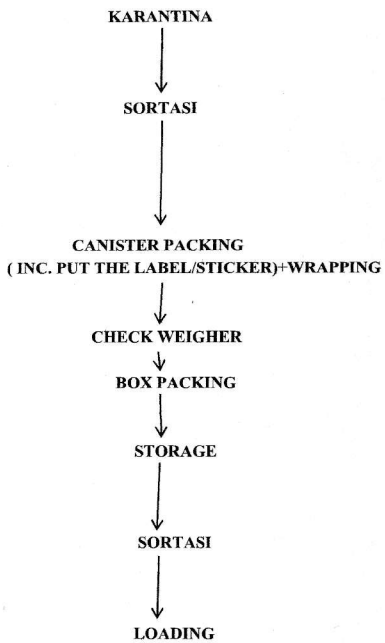 KARANTINA
SORTASI
CANISTER PACKING
( INC. PUT THE LABEL/STICKER)+WRAPPING
CHECK WEIGHER
BOX PACKING
STORAGE
SORTASI
LOADING